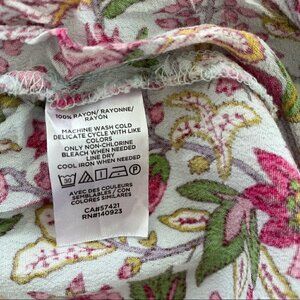 100% RAYON/ RAYONNE/
RAYÓN
MACHINE WASH COLD
DELICATE CYCLE WITH LIKE
COLORS
ONLY NON-CHLORINE
BLEACH WHEN NEEDED
LINE DRY
COOL IRON WHEN NEEDED
30
AVEC DES COULEURS
SEMBLABLES/ CON
COLORES SIMILARES
CA#57421
RN#140923